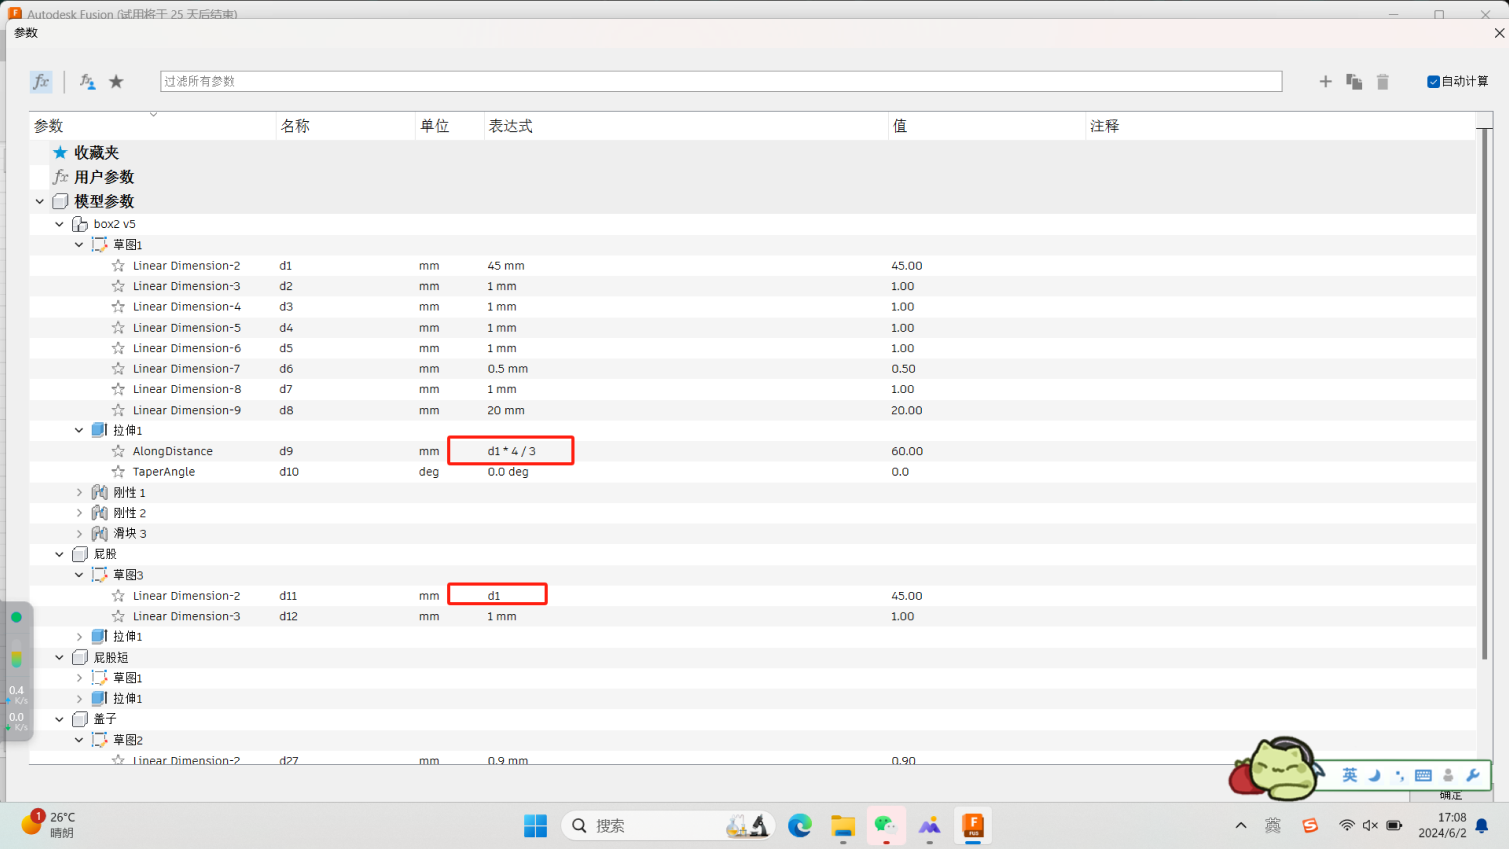 Autodesk Fusion (试用将于 25 天后结束)
参数
fx
过滤所有参数
自动计算
参数 名称 单位 表达式 值 注释
收藏夹
fx 用户参数
模型参数
box2 v5
草图1
Linear Dimension-2 d1 mm 45 mm 45.00
Linear Dimension-3 d2 mm 1 mm 1.00
Linear Dimension-4 d3 mm 1 mm 1.00
Linear Dimension-5 d4 mm 1 mm 1.00
Linear Dimension-6 d5 mm 1 mm 1.00
Linear Dimension-7 d6 mm 0.5 mm 0.50
Linear Dimension-8 d7 mm 1 mm 1.00
Linear Dimension-9 d8 mm 20 mm 20.00
拉伸1
AlongDistance d9 mm d1 * 4 / 3 60.00
TaperAngle d10 deg 0.0 deg 0.0
刚性 1
刚性 2
滑块 3
屁股
草图3
Linear Dimension-2 d11 mm d1 45.00
Linear Dimension-3 d12 mm 1 mm 1.00
拉伸1
屁股短
草图1
拉伸1
盖子
草图2
Linear Dimension-2 d27 mm 0.9 mm 0.90
0.4
K/s
0.0
K/s
英
确定
1
26°C
晴朗
搜索
英
17:08
2024/6/2